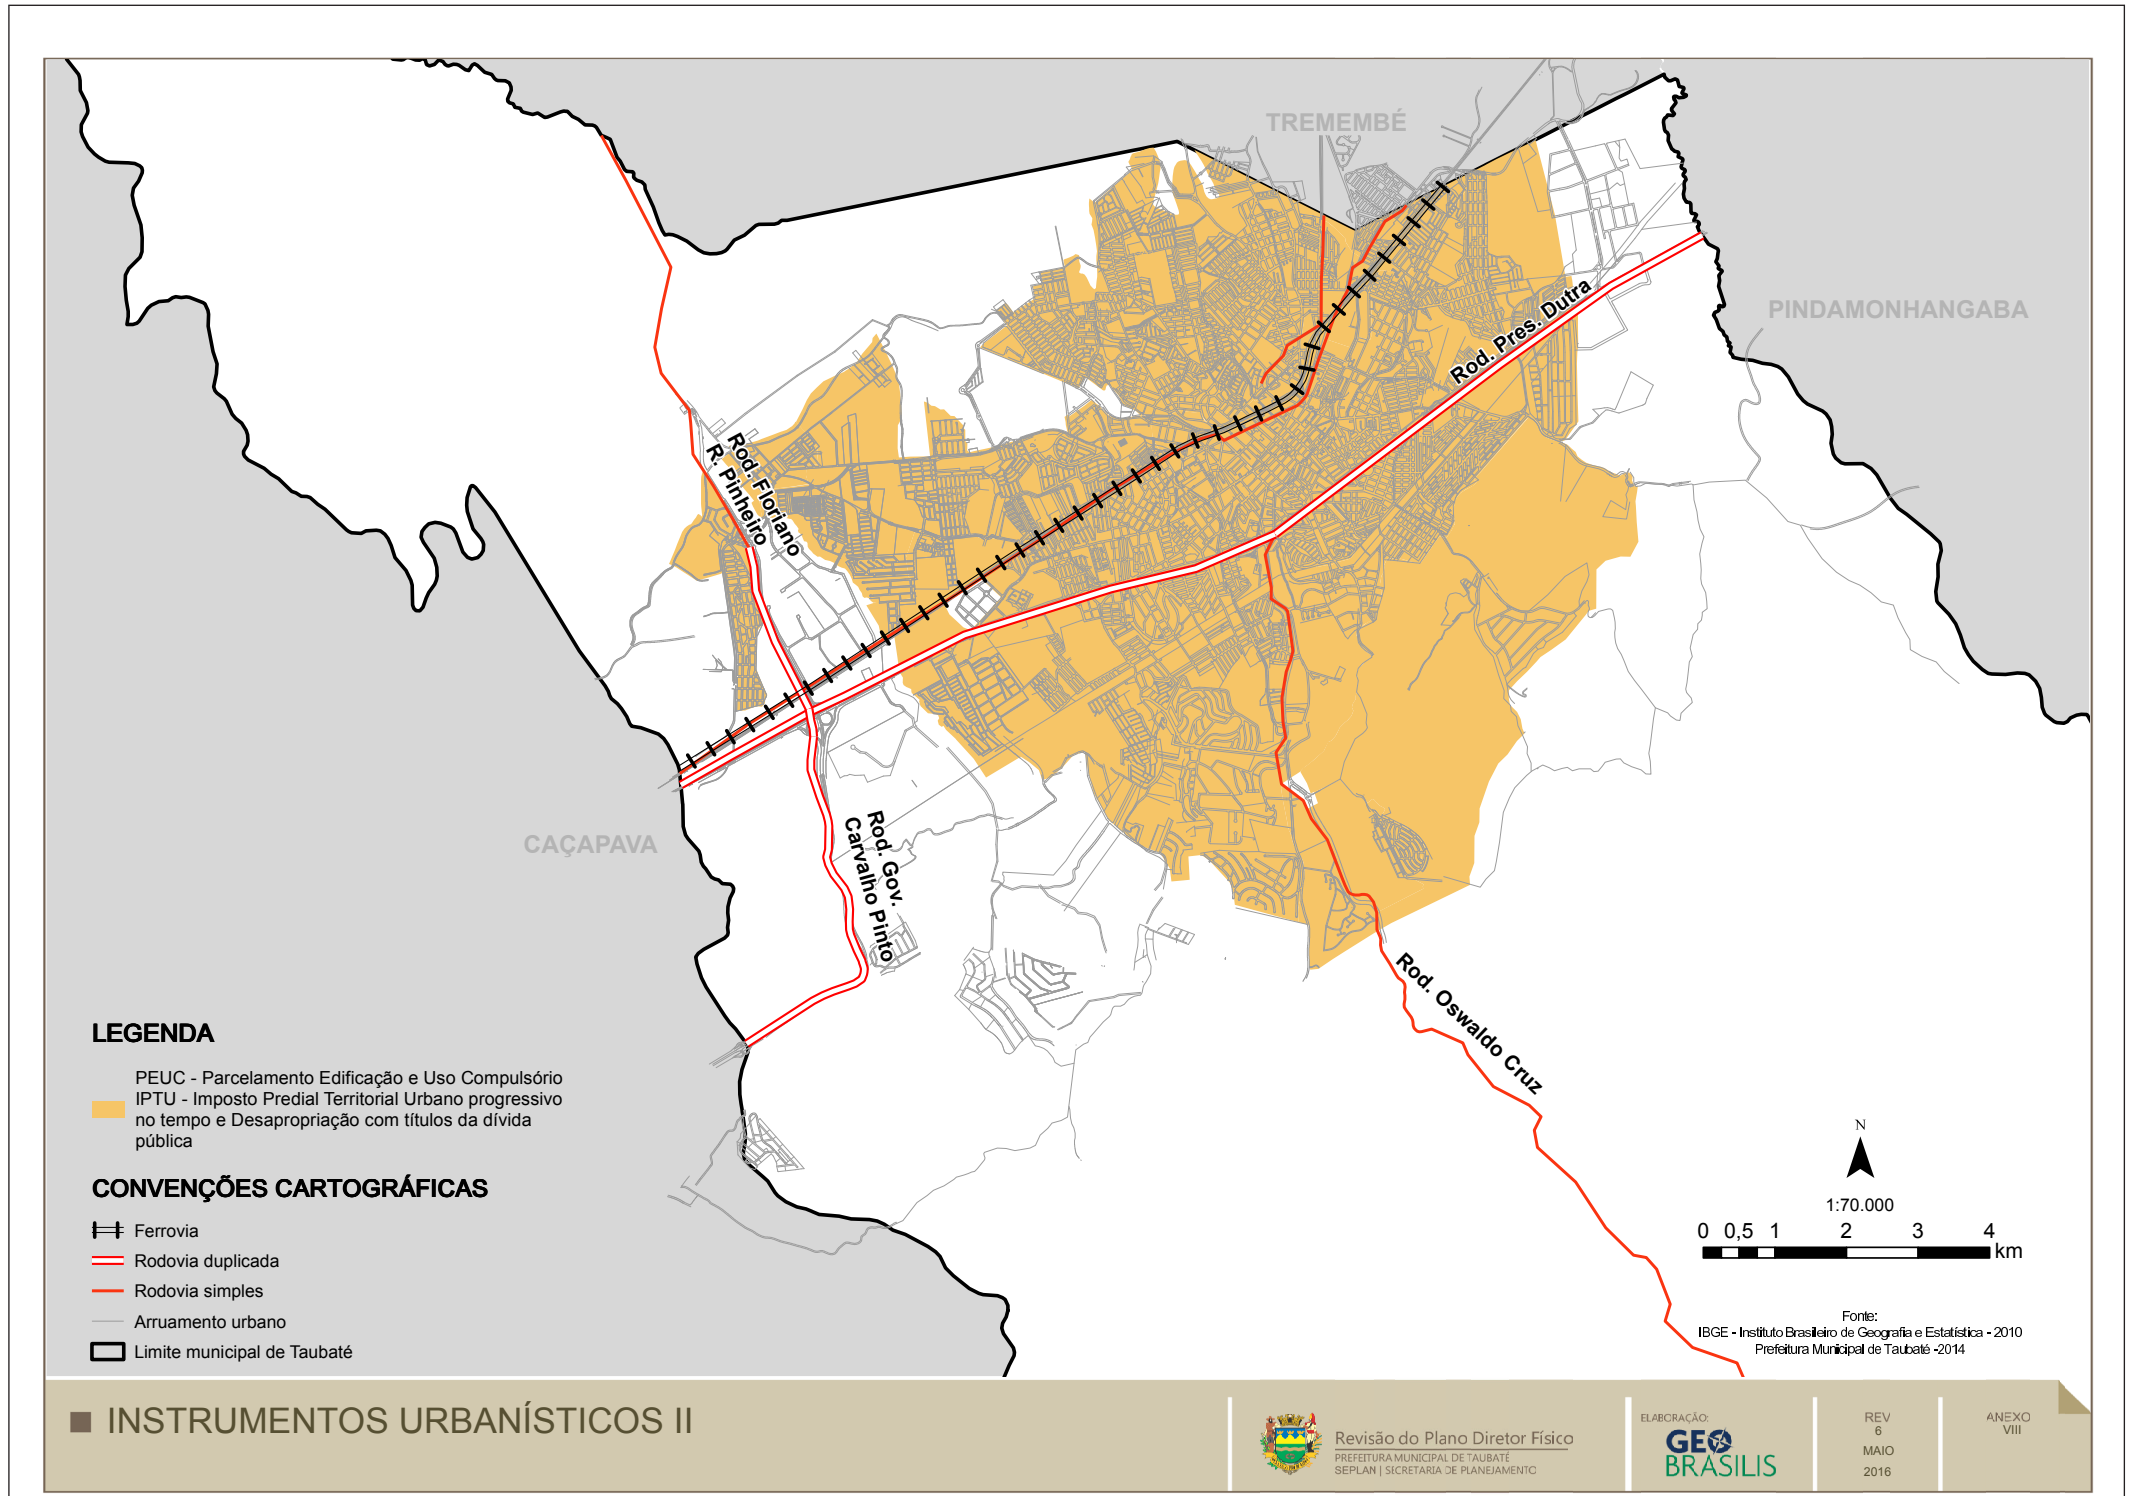 TREMEMBÉ
PINDAMONHANGABA
Rod. Pres. Dutra
Rod. Floriano
R. Pinheiro
CAÇAPAVA
Rod. Gov.
Carvalho Pinto
Rod. Oswaldo Cruz
LEGENDA
PEUC - Parcelamento Edificação e Uso Compulsório
IPTU - Imposto Predial Territorial Urbano progressivo
no tempo e Desapropriação com títulos da dívida
pública
CONVENÇÕES CARTOGRÁFICAS
Ferrovia
Rodovia duplicada
Rodovia simples
Arruamento urbano
Limite municipal de Taubaté
N
1:70.000
0 0,5 1 2 3 4
km
Fonte:
IBGE - Instituto Brasileiro de Geografia e Estatística - 2010
Prefeitura Municipal de Taubaté -2014
INSTRUMENTOS URBANÍSTICOS II
Revisão do Plano Diretor Físico
PREFEITURA MUNICIPAL DE TAUBATÉ
SEPLAN | SECRETARIA DE PLANEJAMENTO
ELABORAÇÃO:
GEO
BRASILIS
REV
6
MAIO
2016
ANEXO
VIII